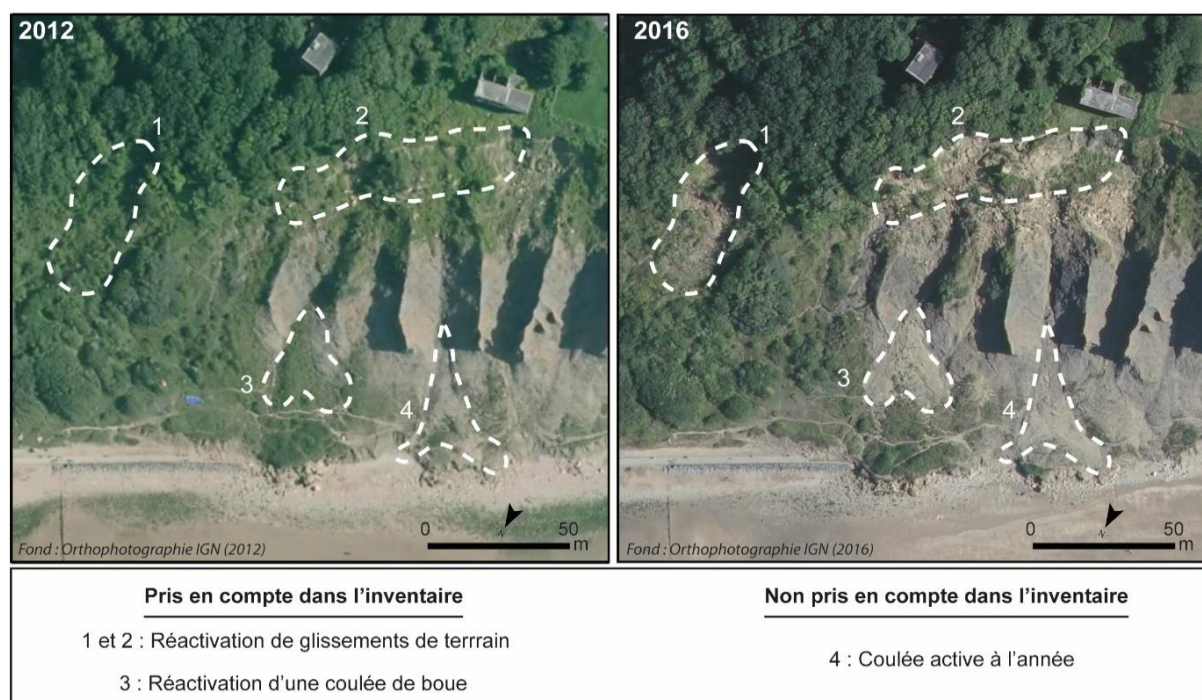 2012
1
2
3
4
0 50
m
Fond : Orthophotographie IGN (2012)
2016
1
2
3
4
0 50
m
Fond : Orthophotographie IGN (2016)
Pris en compte dans l'inventaire
1 et 2 : Réactivation de glissements de terrrain
3 : Réactivation d'une coulée de boue
Non pris en compte dans l'inventaire
4 : Coulée active à l'année